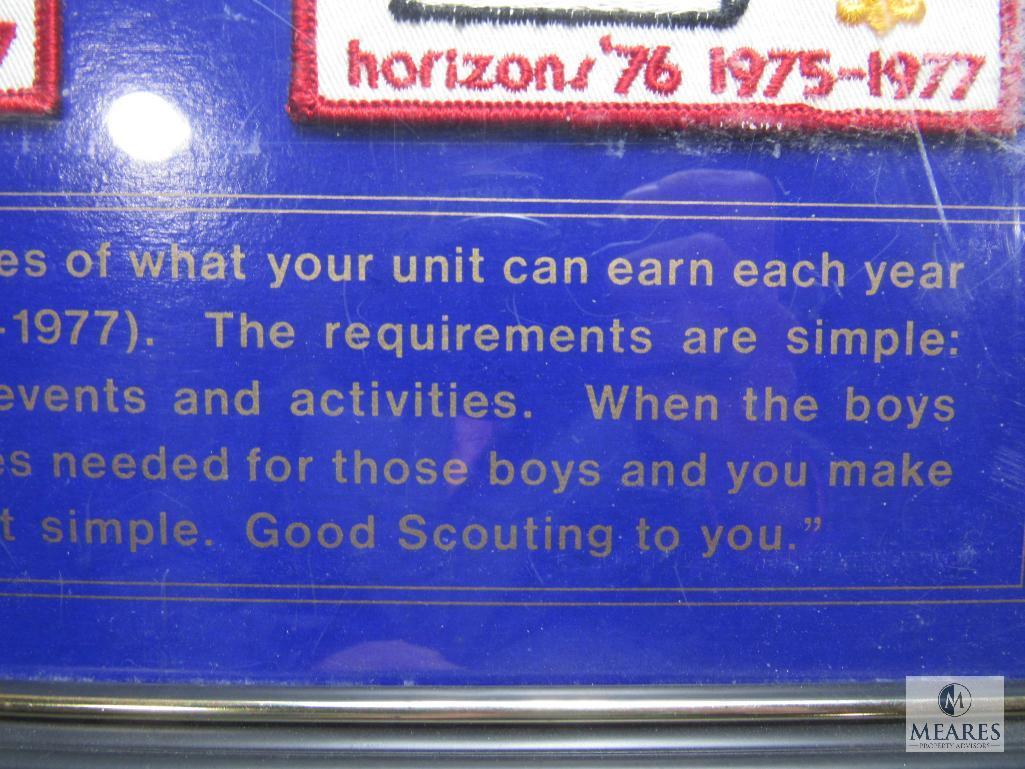 horizons '76 1975-1977
es of what your unit can earn each year
-1977). The requirements are simple:
events and activities. When the boys
s needed for those boys and you make
t simple. Good Scouting to you.”
M
MEARES
PROPERTY ADVISORS